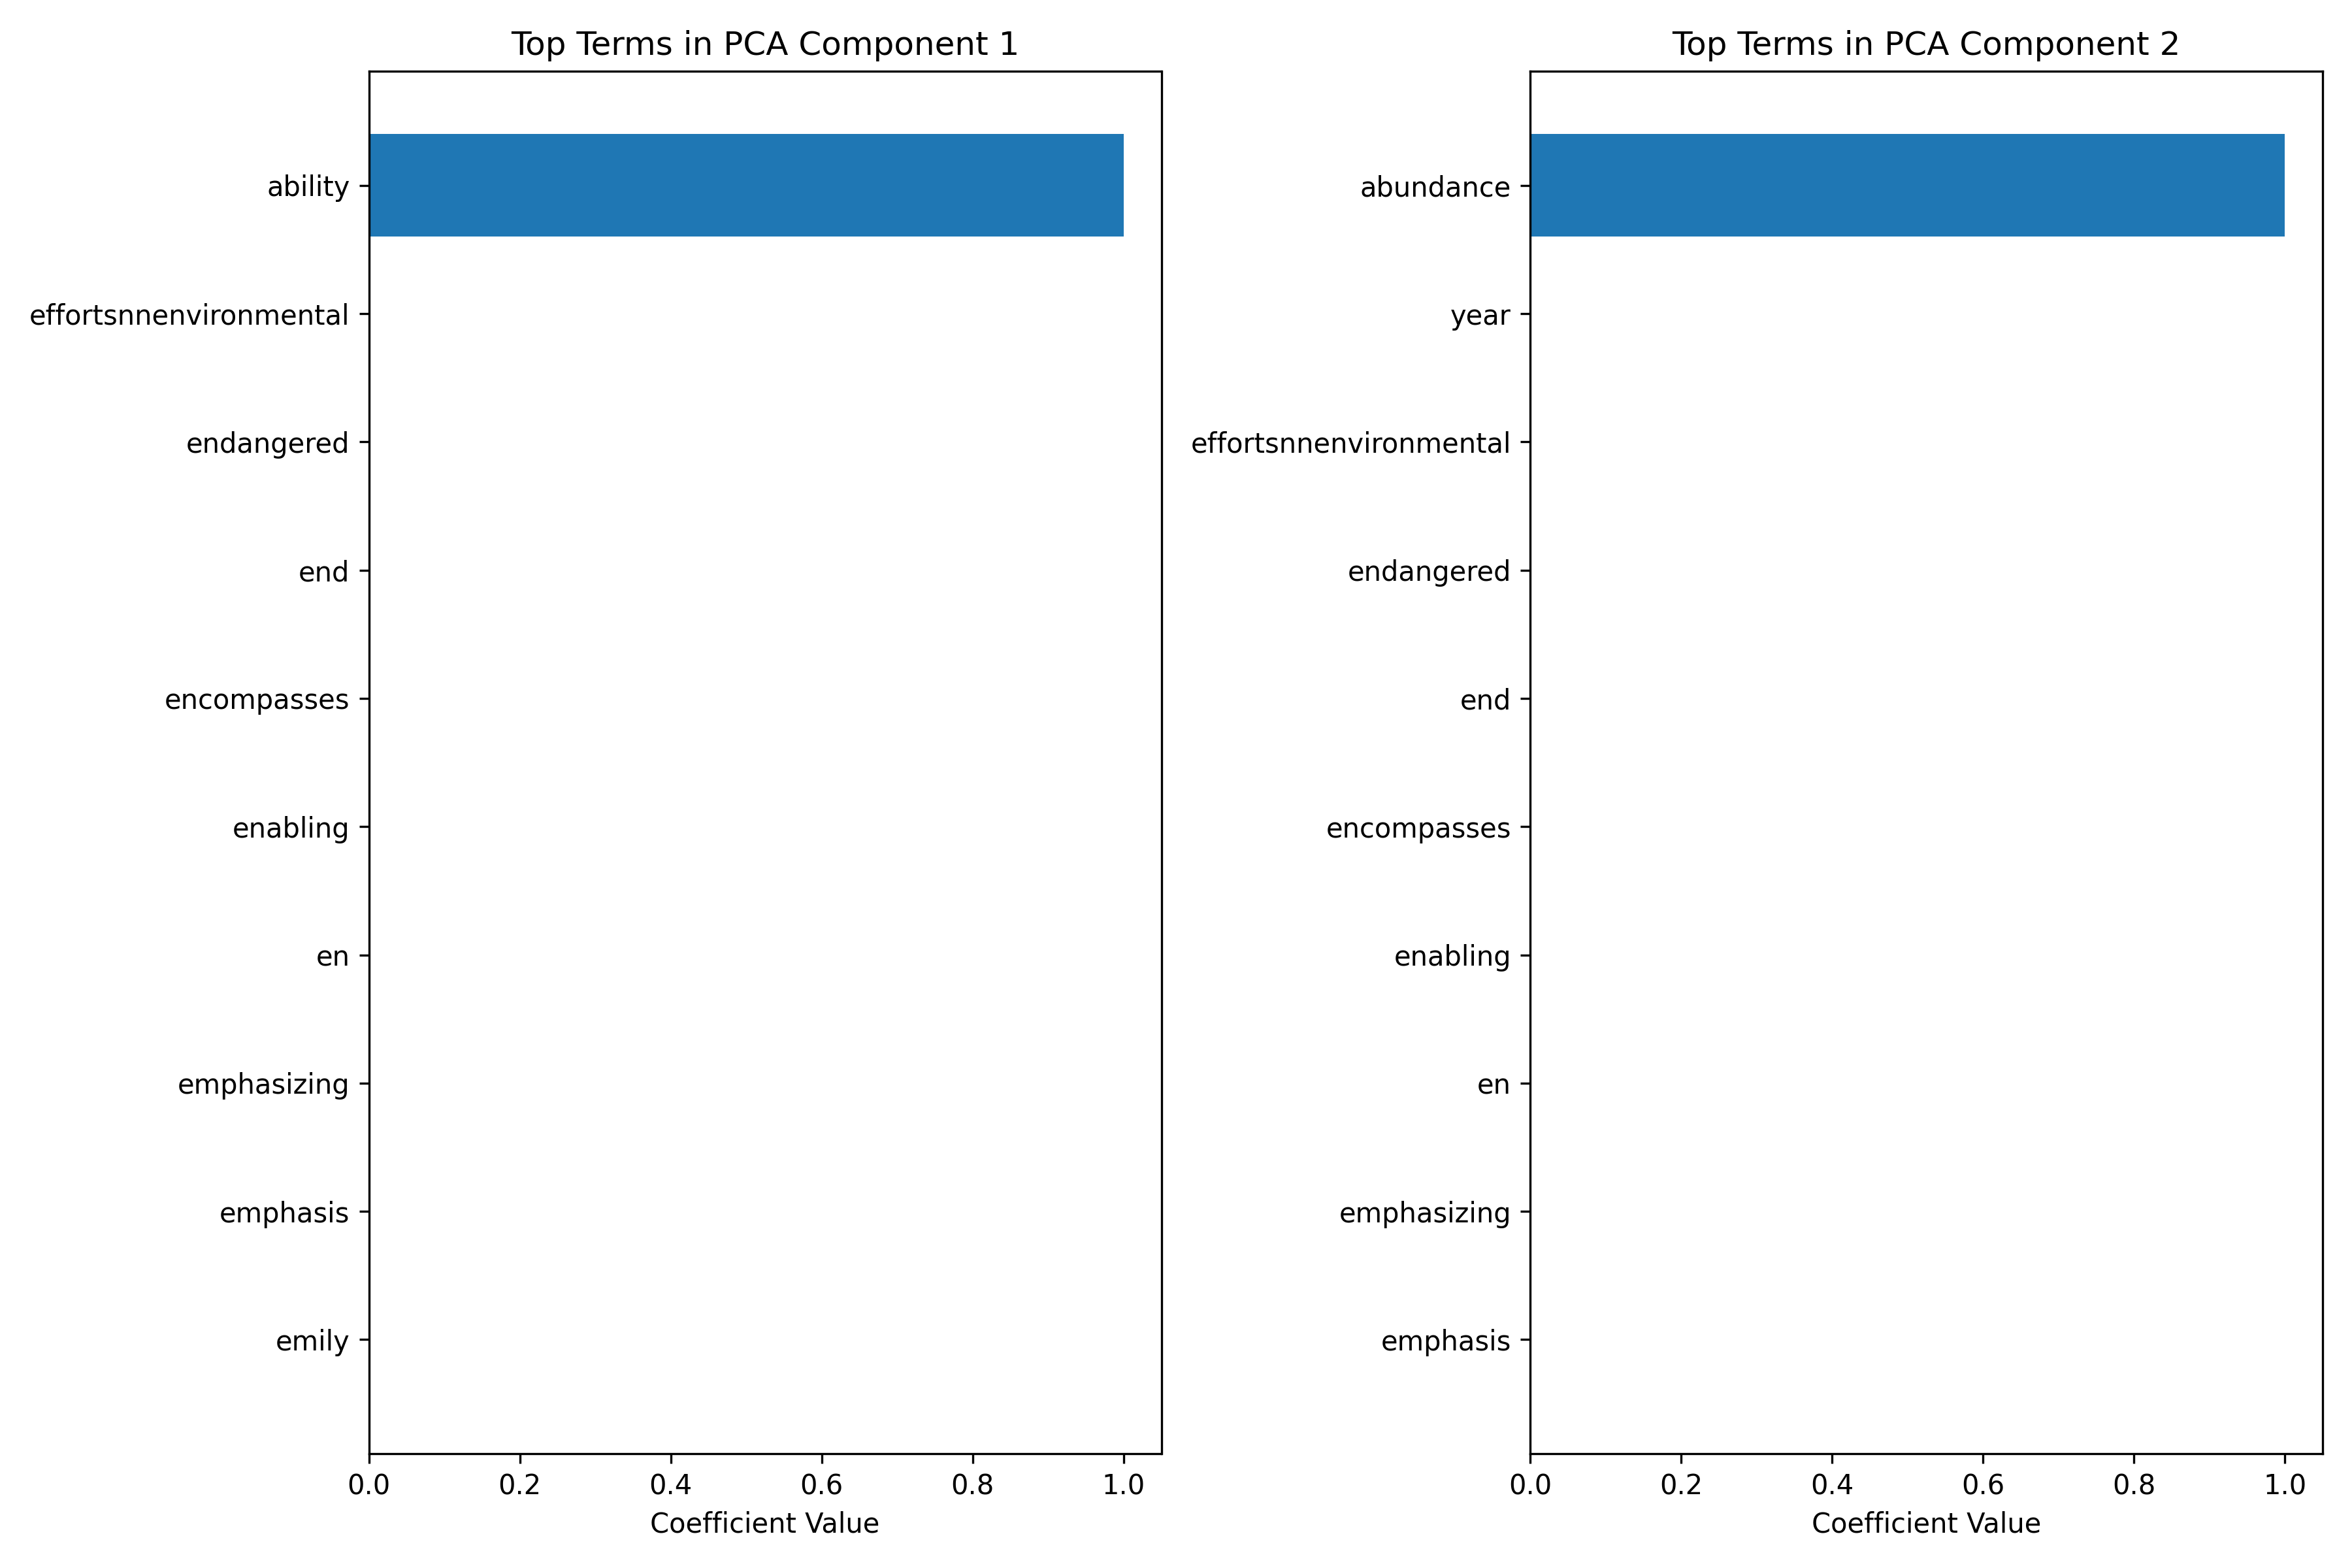 Top Terms in PCA Component 1
ability
effortsnnenvironmental
endangered
end
encompasses
enabling
en
emphasizing
emphasis
emily
0.0 0.2 0.4 0.6 0.8 1.0
Coefficient Value
Top Terms in PCA Component 2
abundance
year
effortsnnenvironmental
endangered
end
encompasses
enabling
en
emphasizing
emphasis
0.0 0.2 0.4 0.6 0.8 1.0
Coefficient Value